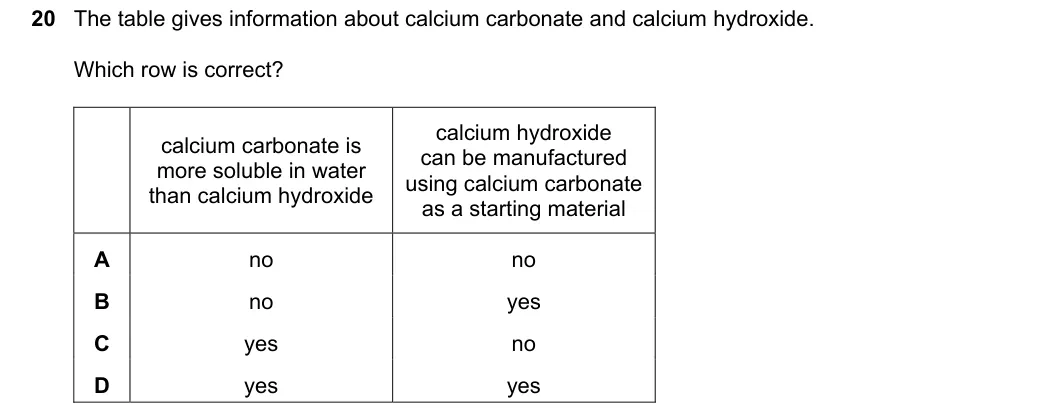 20 The table gives information about calcium carbonate and calcium hydroxide.
Which row is correct?
calcium carbonate is
more soluble in water
than calcium hydroxide
calcium hydroxide
can be manufactured
using calcium carbonate
as a starting material
A no no
B no yes
C yes no
D yes yes